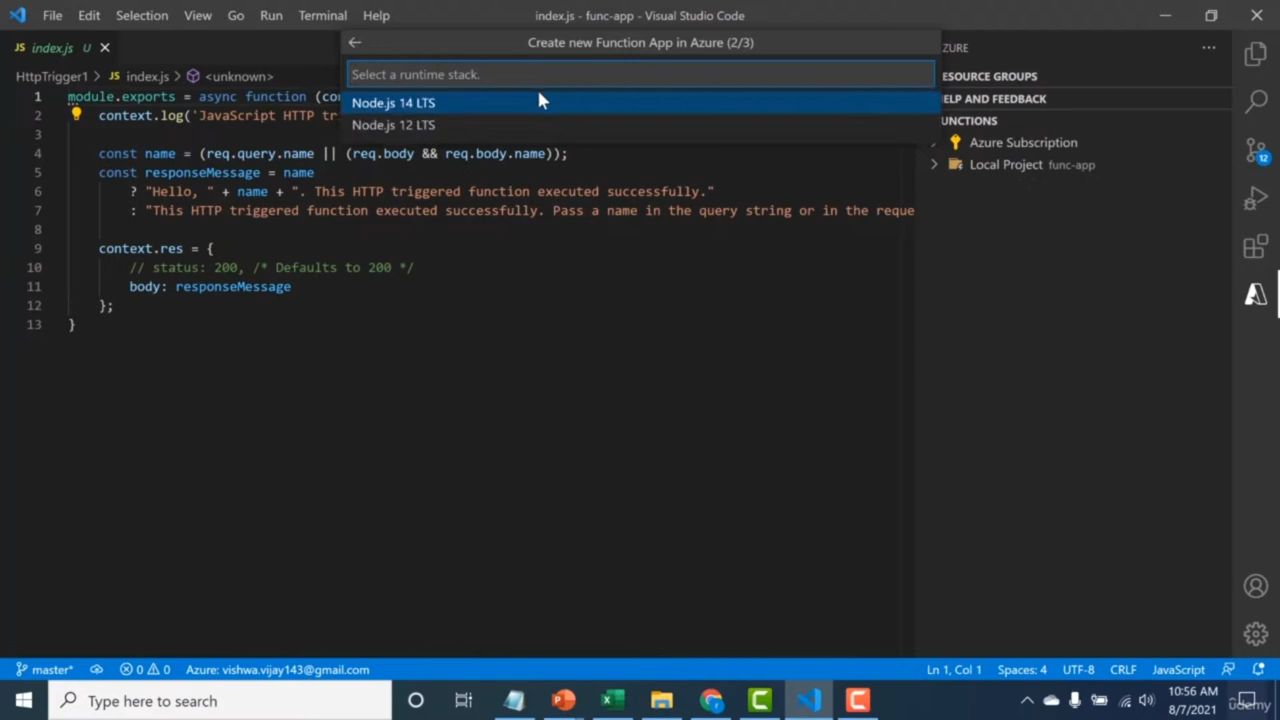 File Edit Selection View Go Run Terminal Help
index.js - func-app - Visual Studio Code
JS index.js U
Create new Function App in Azure (2/3)
ZURE
HttpTrigger1 > JS index.js > <unknown>
Select a runtime stack.
ESOURCE GROUPS
1 module.exports = async function (co
Node.js 14 LTS
ELP AND FEEDBACK
2 context.log('JavaScript HTTP tr
Node.js 12 LTS
UNCTIONS
3
Azure Subscription
4 const name = (req.query.name || (req.body && req.body.name));
12
5 const responseMessage = name
Local Project func-app
6 ? "Hello, " + name + ". This HTTP triggered function executed successfully."
7 : "This HTTP triggered function executed successfully. Pass a name in the query string or in the reque
8
9 context.res = {
10 // status: 200, /* Defaults to 200 */
11 body: responseMessage
12 };
13 }
master* 0 0 Azure: vishwa.vijay143@gmail.com
Ln 1, Col 1 Spaces: 4 UTF-8 CRLF JavaScript
Type here to search
10:56 AM
8/7/2021
udemy